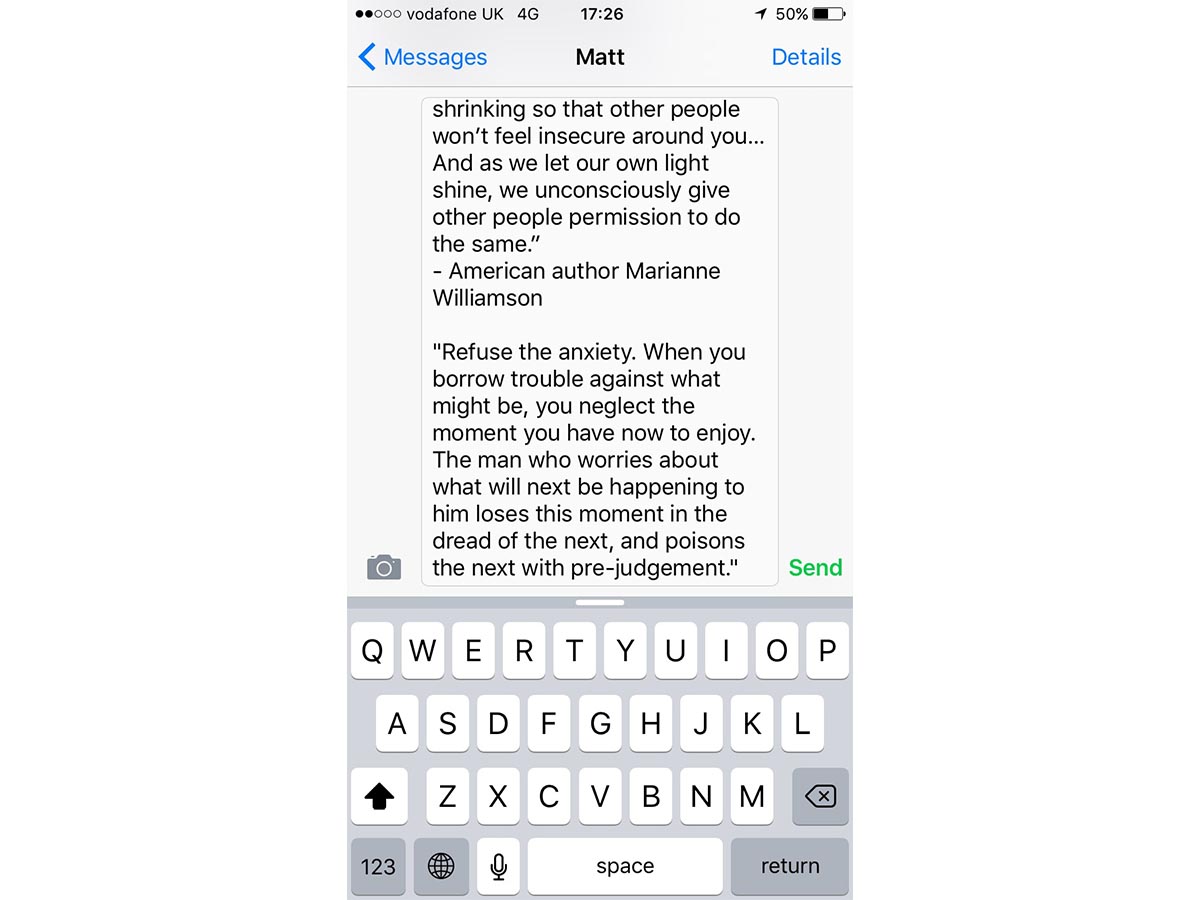 vodafone UK 4G 17:26 50%
Messages Matt Details
shrinking so that other people
won’t feel insecure around you...
And as we let our own light
shine, we unconsciously give
other people permission to do
the same.”
- American author Marianne
Williamson
"Refuse the anxiety. When you
borrow trouble against what
might be, you neglect the
moment you have now to enjoy.
The man who worries about
what will next be happening to
him loses this moment in the
dread of the next, and poisons
the next with pre-judgement."
Send
Q W E R T Y U I O P
A S D F G H J K L
Z X C V B N M
123 space return